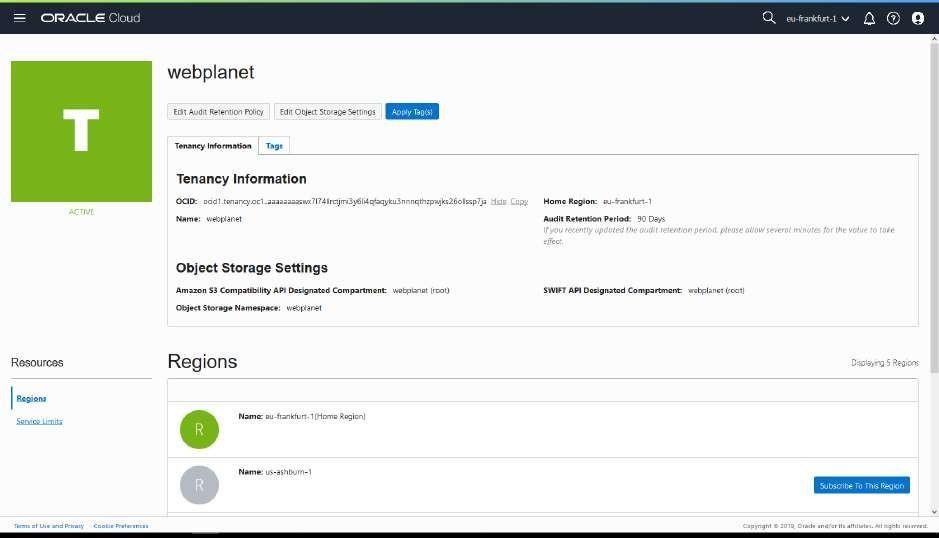 ORACLE Cloud
eu-frankfurt-1
T
ACTIVE
webplanet
Edit Audit Retention Policy
Edit Object Storage Settings
Apply Tag(s)
Tenancy Information
Tags
Tenancy Information
OCID:
Hide Copy
Name: webplanet
Home Region: eu-frankfurt-1
Audit Retention Period: 90 Days
If you recently updated the audit retention period, please allow several minutes for the value to take
effect.
Object Storage Settings
Amazon S3 Compatibility API Designated Compartment: webplanet (root)
SWIFT API Designated Compartment: webplanet (root)
Object Storage Namespace: webplanet
Resources
Regions
Service Limits
Regions
Displaying 5 Regions
R
Name: eu-frankfurt-1(Home Region)
R
Name: us-ashburn-1
Subscribe To This Region
Terms of Use and Privacy
Cookie Preferences
Copyright © 2019, Oracle and/or its affiliates. All rights reserved.